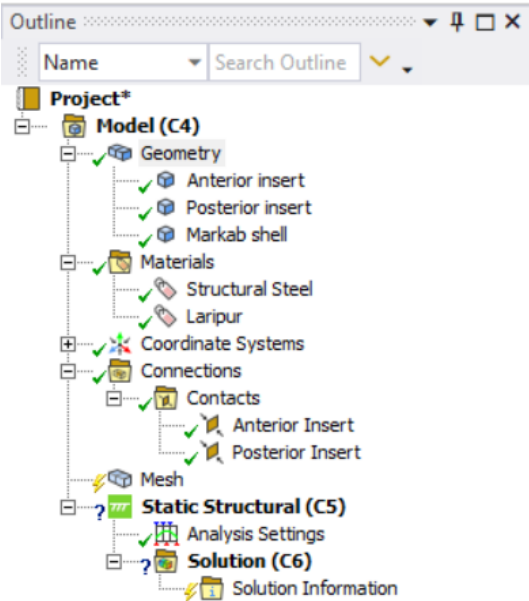 Outline
Name Search Outline
Project*
Model (C4)
Geometry
Anterior insert
Posterior insert
Markab shell
Materials
Structural Steel
Laripur
Coordinate Systems
Connections
Contacts
Anterior Insert
Posterior Insert
Mesh
Static Structural (C5)
Analysis Settings
Solution (C6)
Solution Information